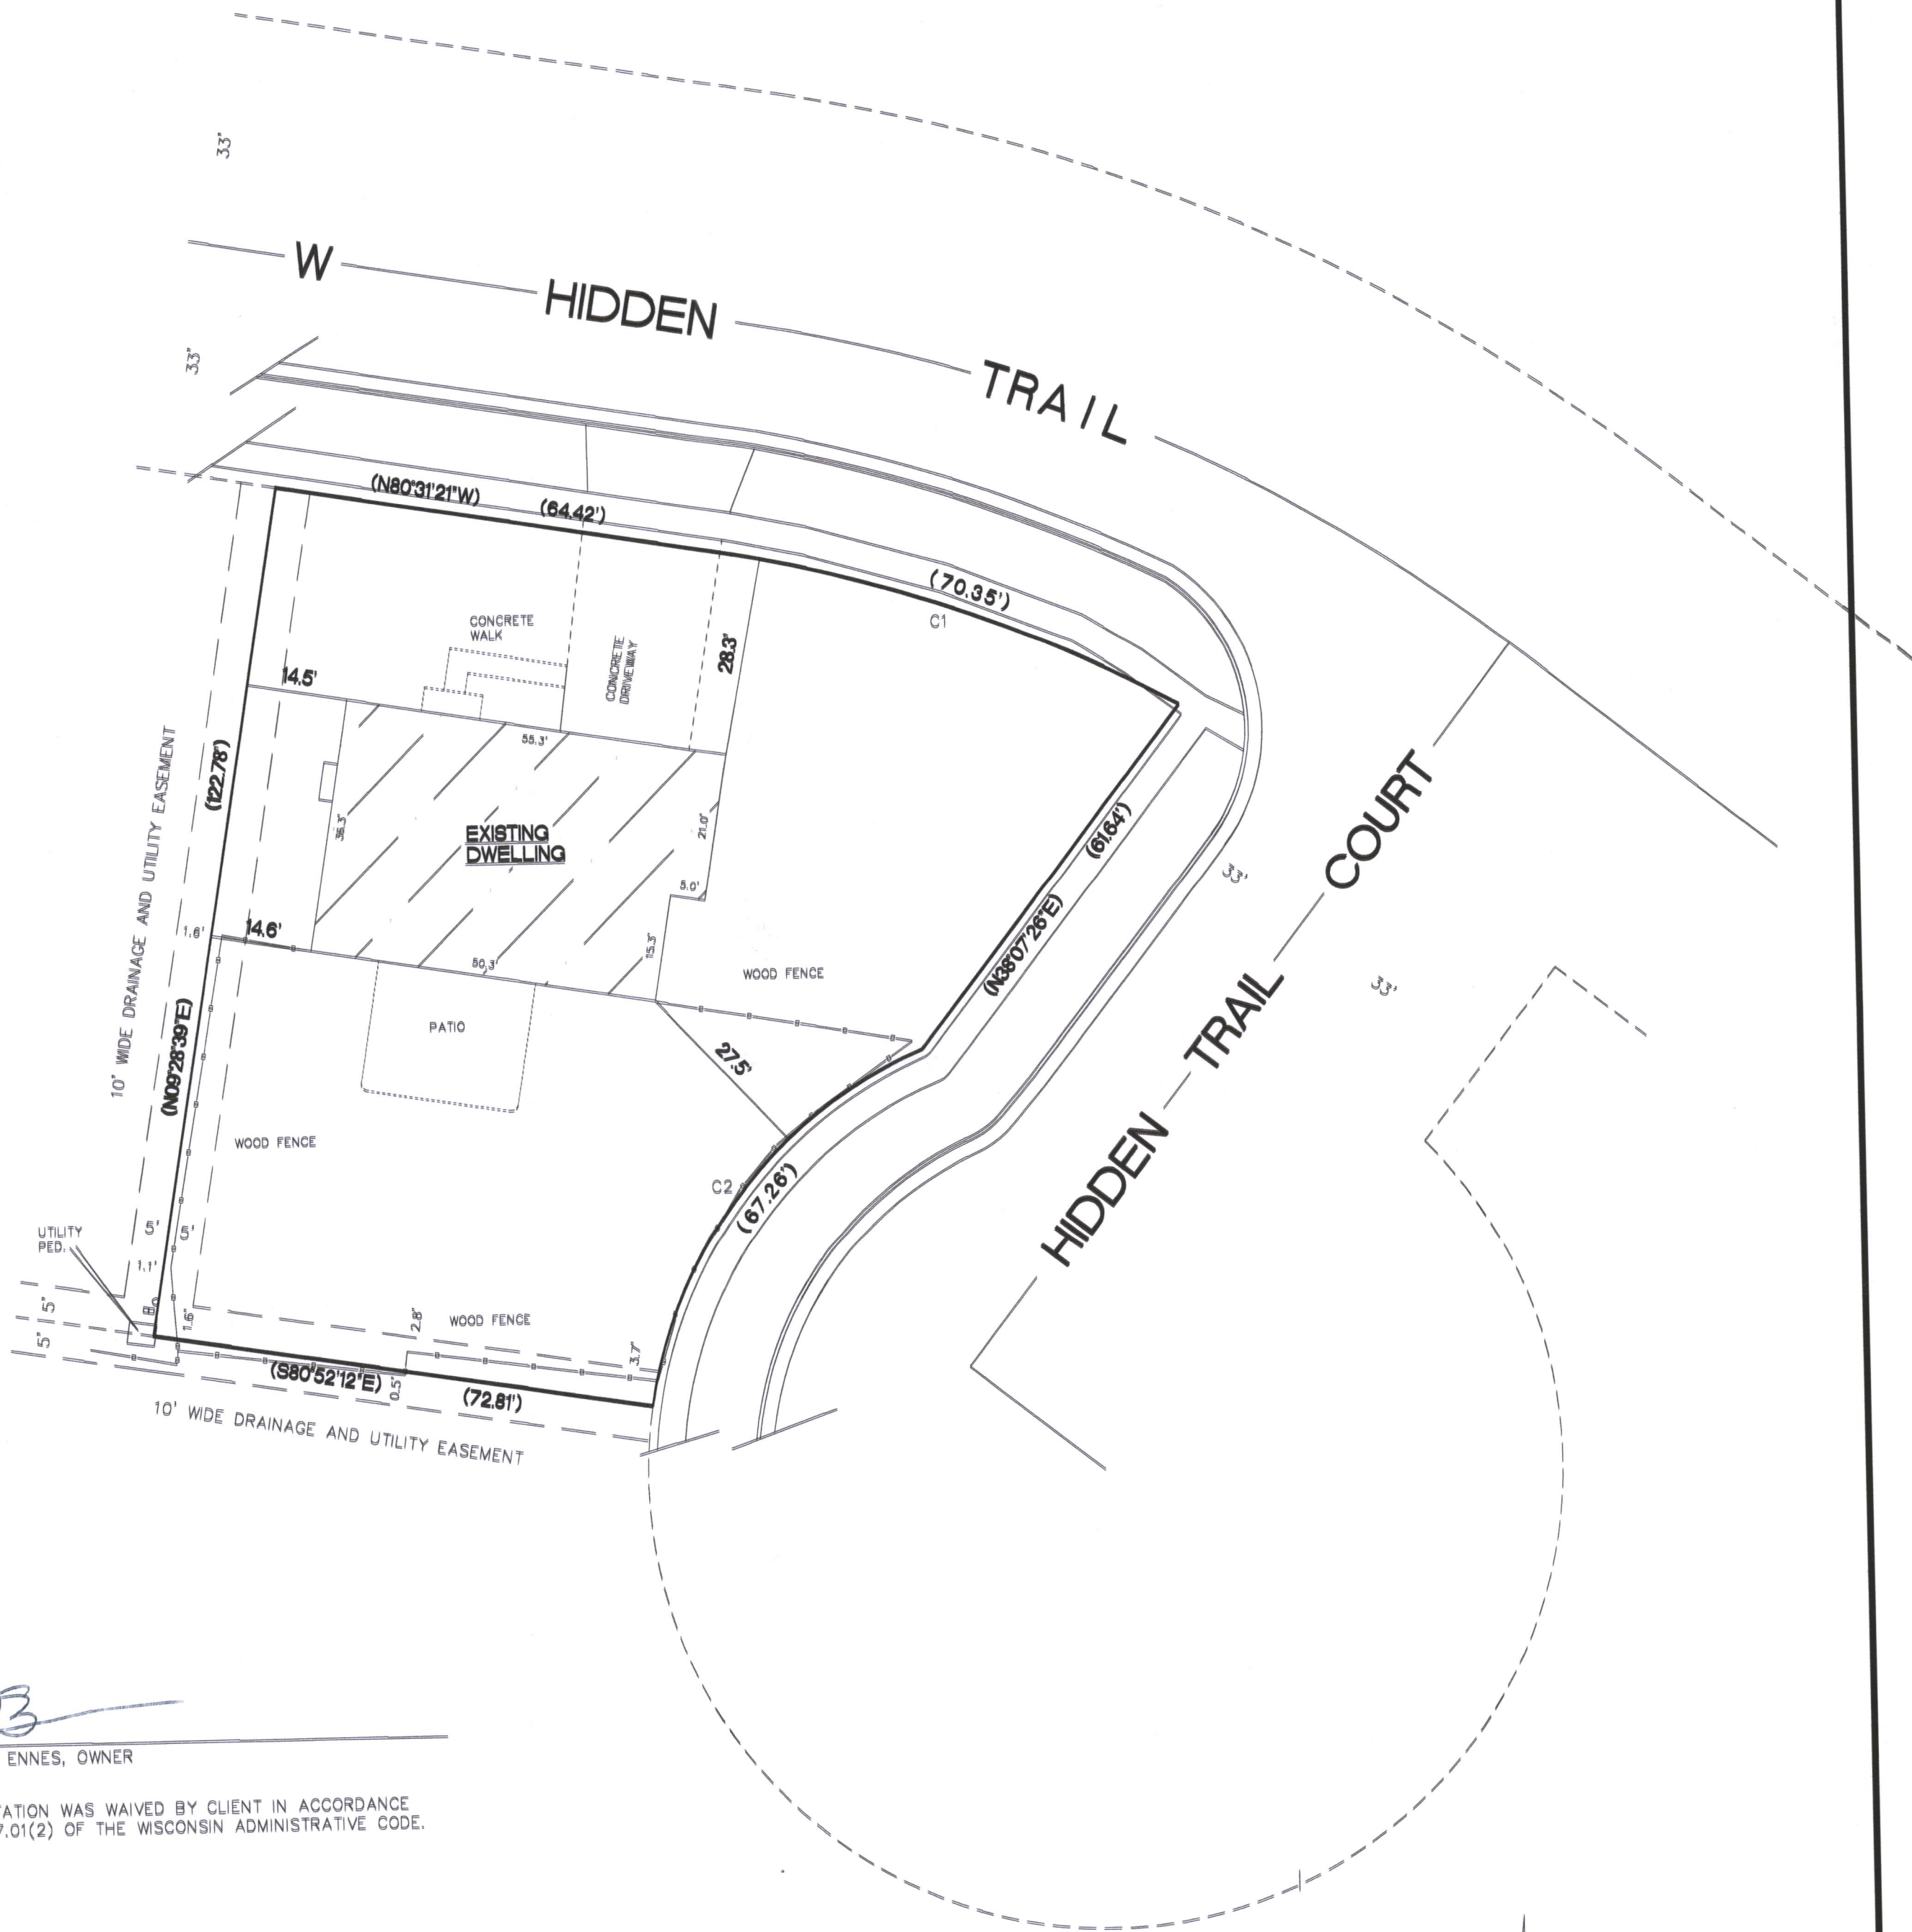 33"
W HIDDEN TRAIL
33"
(N80°31'21"W)
(64.42')
(70.35')
C1
CONCRETE
WALK
CONCRETE
DRIVEWAY
28.3'
14.5'
55.3'
(122.78')
10" WIDE DRAINAGE AND UTILITY EASEMENT
36.3'
EXISTING
DWELLING
21.0'
5.0'
(61.64')
(N38°07'26"E)
33'
33'
HIDDEN TRAIL COURT
1.6'
14.6'
50.3'
15.3'
WOOD FENCE
PATIO
27.5'
(N09°28'39"E)
WOOD FENCE
C2
(67.26')
5'
5'
UTILITY
PED.
1.1'
1.6"
5"
5"
2.8"
WOOD FENCE
3.7'
(S80°52'12"E)
0.5'
(72.81')
10' WIDE DRAINAGE AND UTILITY EASEMENT
ENNES, OWNER
TATION WAS WAIVED BY CLIENT IN ACCORDANCE
7.01(2) OF THE WISCONSIN ADMINISTRATIVE CODE.